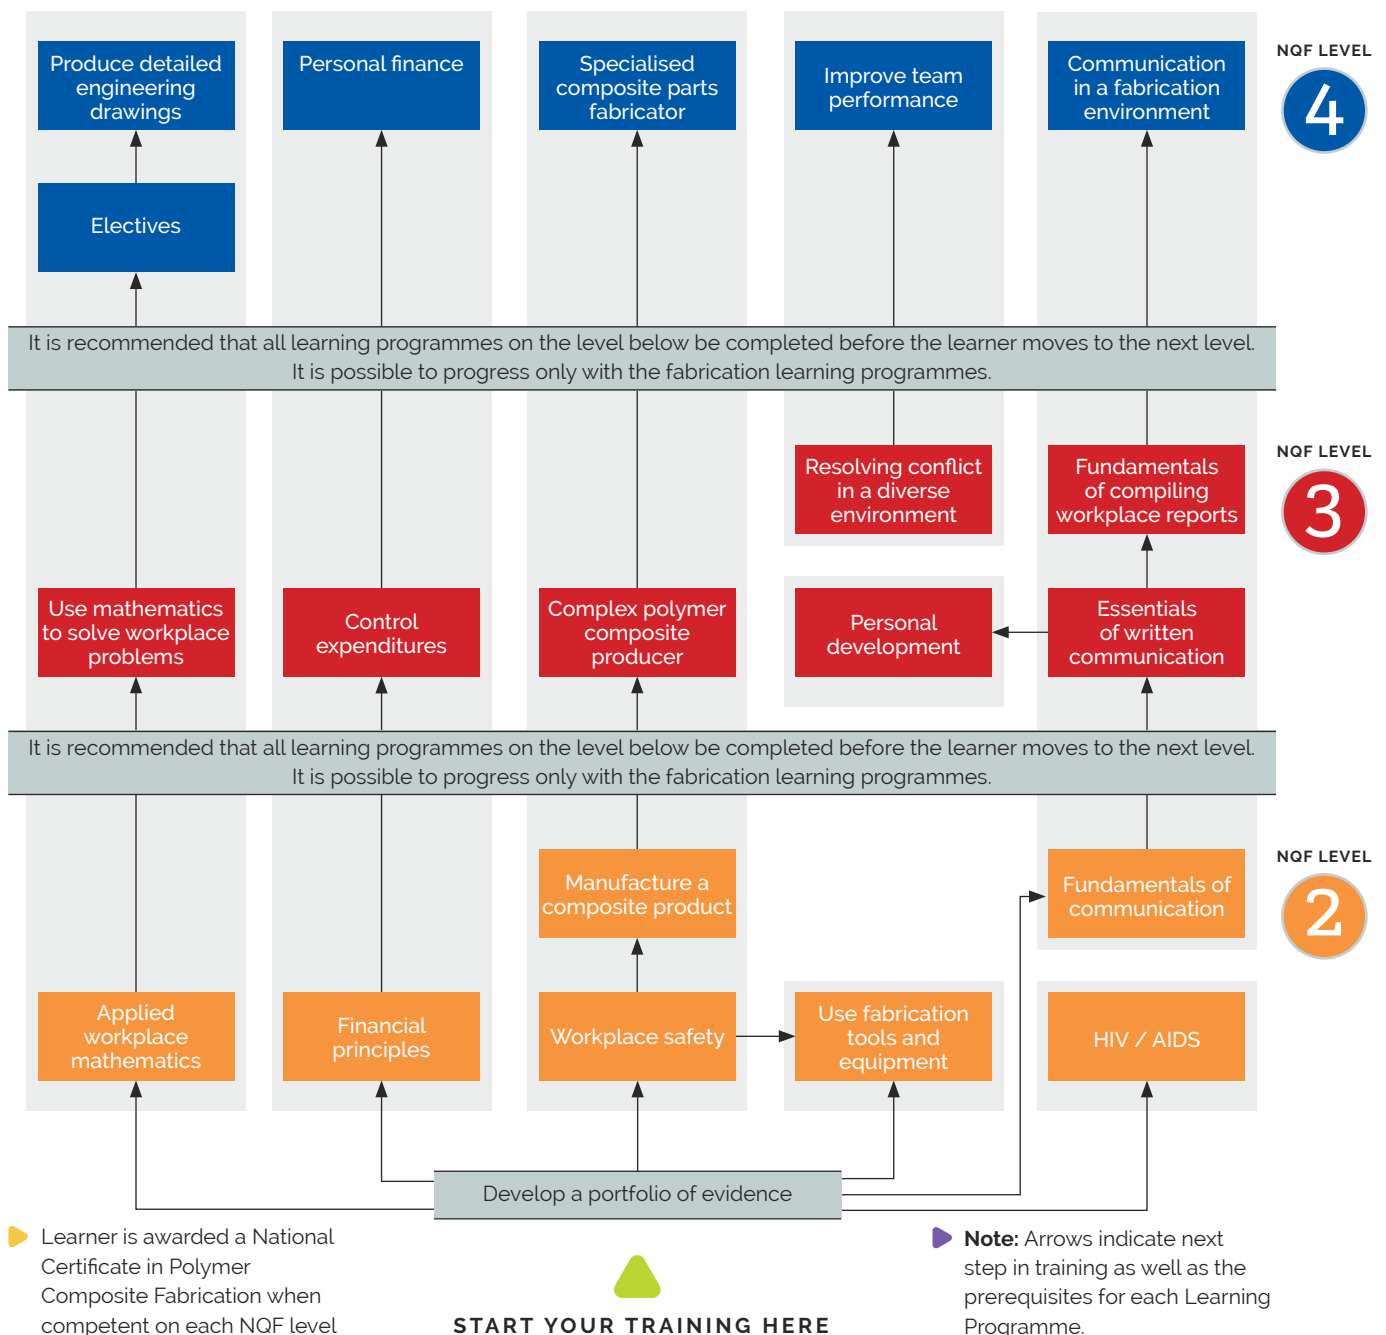 Produce detailed
engineering
drawings
Personal finance
Specialised
composite parts
fabricator
Improve team
performance
Communication
in a fabrication
environment
NQF LEVEL
4
Electives
It is recommended that all learning programmes on the level below be completed before the learner moves to the next level.
It is possible to progress only with the fabrication learning programmes.
Resolving conflict
in a diverse
environment
Fundamentals
of compiling
workplace reports
NQF LEVEL
3
Use mathematics
to solve workplace
problems
Control
expenditures
Complex polymer
composite
producer
Personal
development
Essentials
of written
communication
It is recommended that all learning programmes on the level below be completed before the learner moves to the next level.
It is possible to progress only with the fabrication learning programmes.
Manufacture a
composite product
Fundamentals of
communication
NQF LEVEL
2
Applied
workplace
mathematics
Financial
principles
Workplace safety
Use fabrication
tools and
equipment
HIV / AIDS
Develop a portfolio of evidence
Learner is awarded a National
Certificate in Polymer
Composite Fabrication when
competent on each NQF level
START YOUR TRAINING HERE
Note: Arrows indicate next
step in training as well as the
prerequisites for each Learning
Programme.